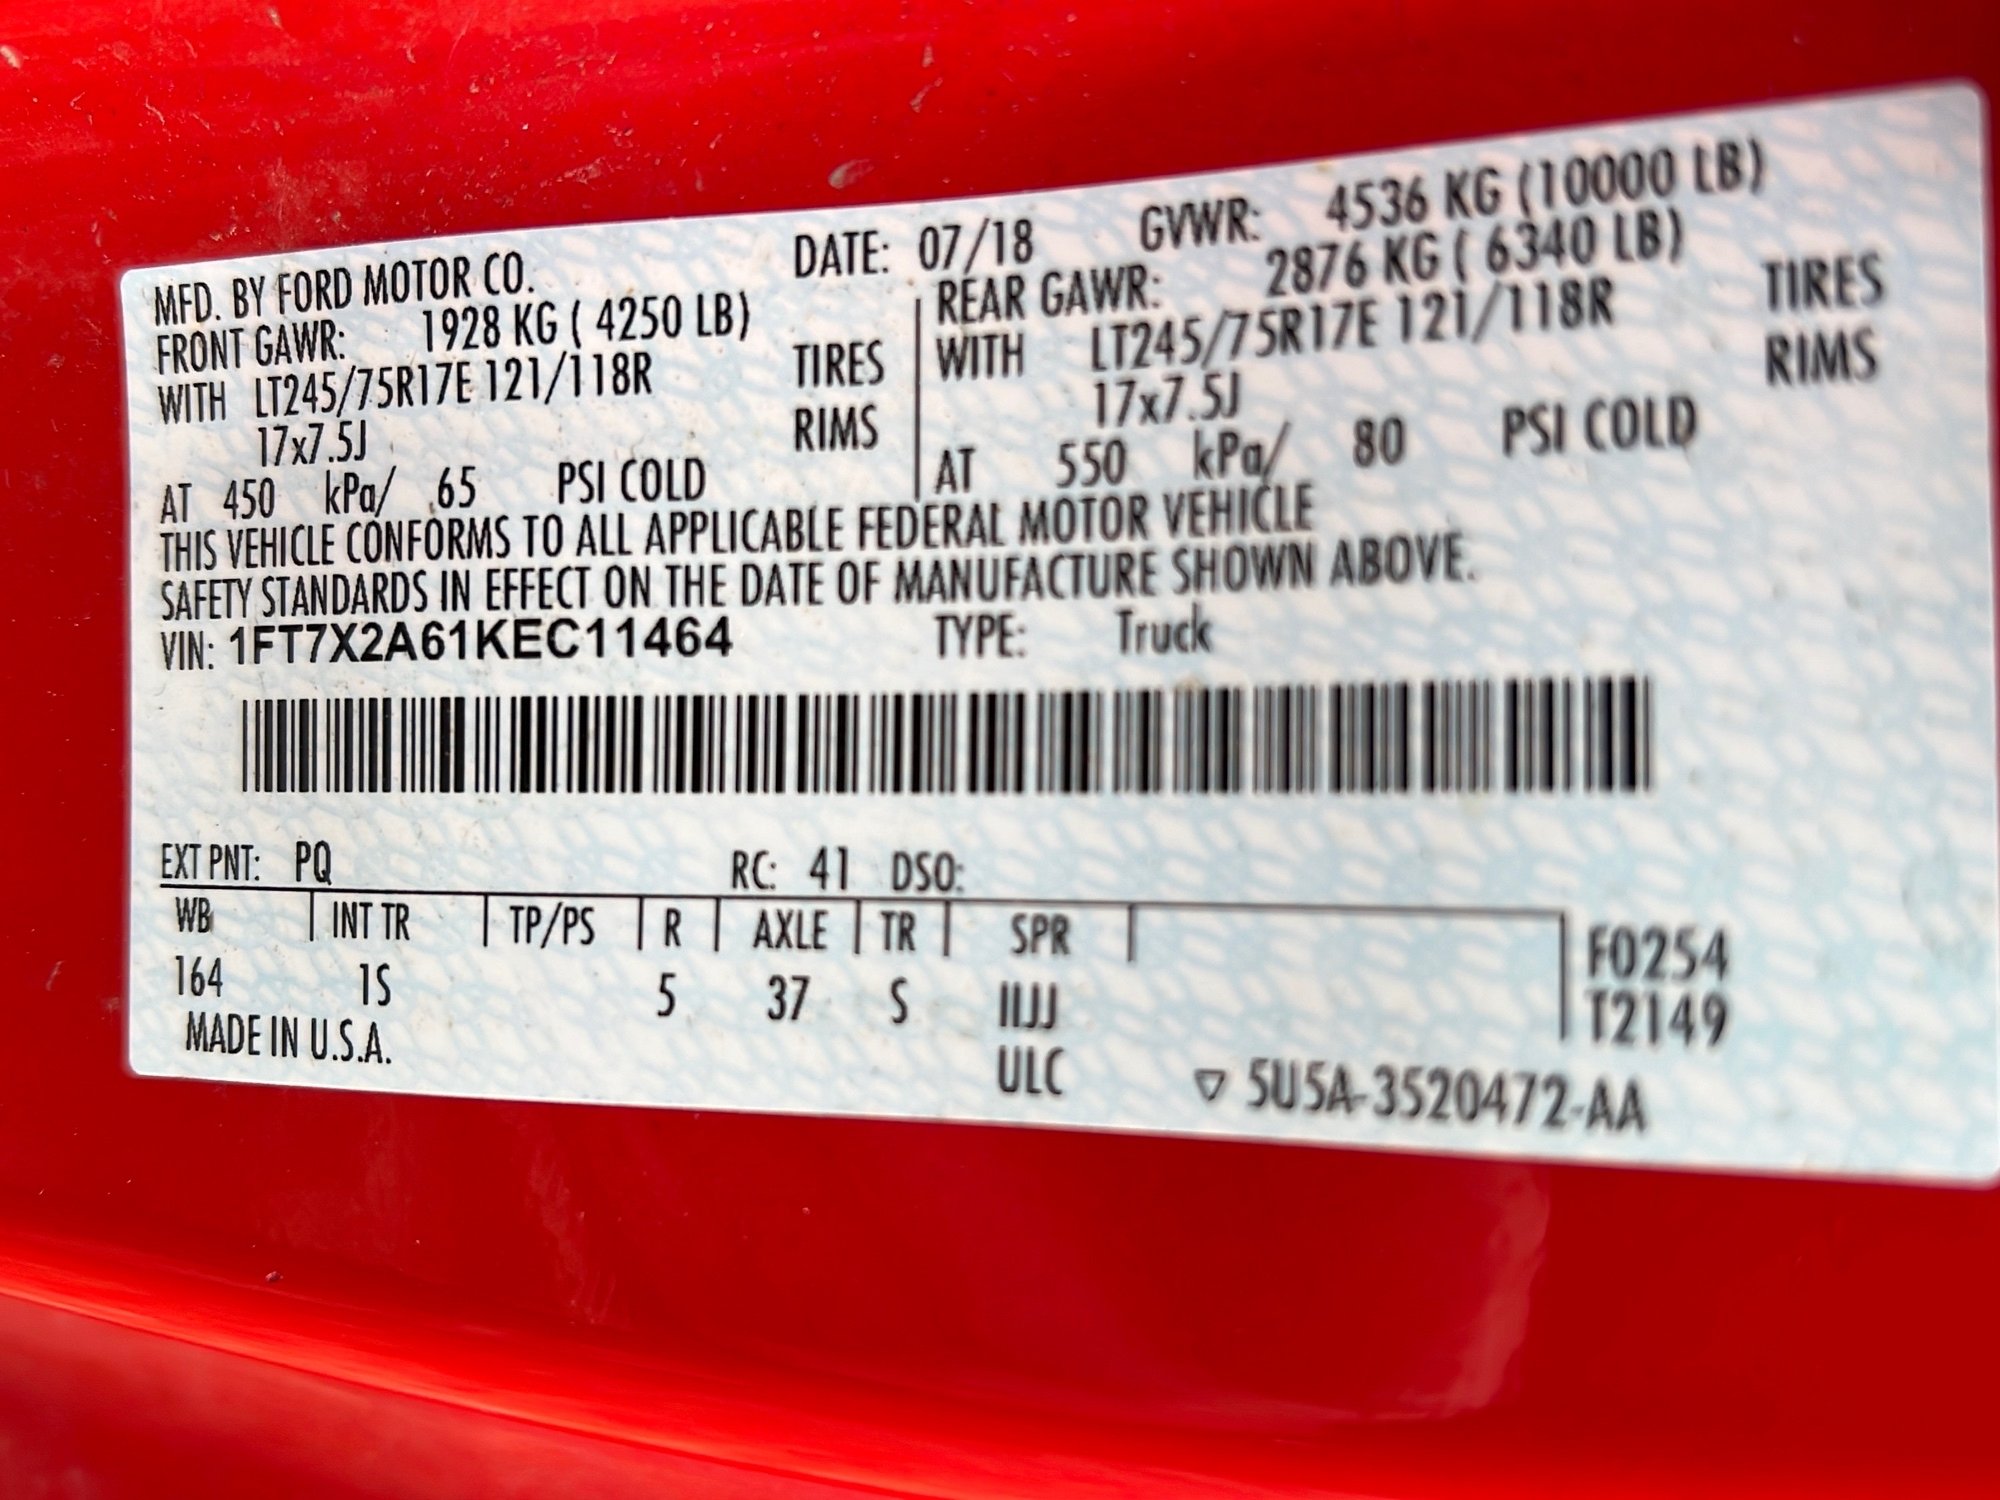 MFD. BY FORD MOTOR CO. DATE: 07/18 GVWR: 4536 KG (10000 LB)
FRONT GAWR: 1928 KG ( 4250 LB) REAR GAWR: 2876 KG ( 6340 LB)
WITH LT245/75R17E 121/118R TIRES WITH LT245/75R17E 121/118R TIRES
17x7.5J RIMS 17x7.5J RIMS
AT 450 kPa/ 65 PSI COLD AT 550 kPa/ 80 PSI COLD
THIS VEHICLE CONFORMS TO ALL APPLICABLE FEDERAL MOTOR VEHICLE
SAFETY STANDARDS IN EFFECT ON THE DATE OF MANUFACTURE SHOWN ABOVE.
VIN: 1FT7X2A61KEC11464 TYPE: Truck
EXT PNT: PQ RC: 41 DSO:
WB INT TR TP/PS R AXLE TR SPR F0254
164 1S 5 37 S IIJJ T2149
MADE IN U.S.A. ULC ▽ 5U5A-3520472-AA